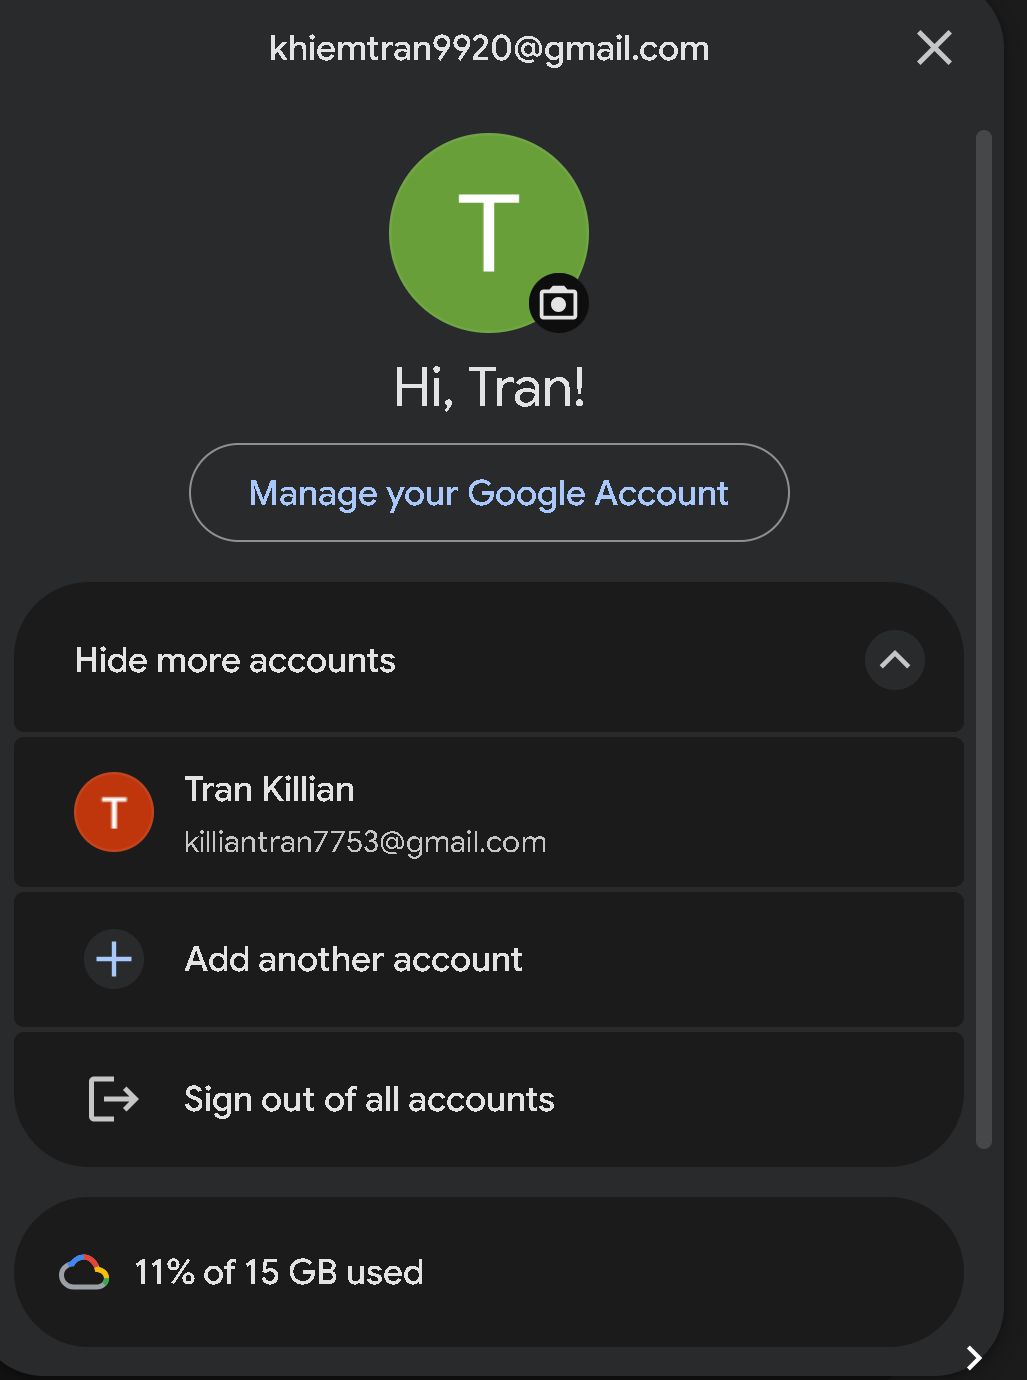 khiemtran9920@gmail.com
T
Hi, Tran!
Manage your Google Account
Hide more accounts
T
Tran Killian
killiantran7753@gmail.com
Add another account
Sign out of all accounts
11% of 15 GB used